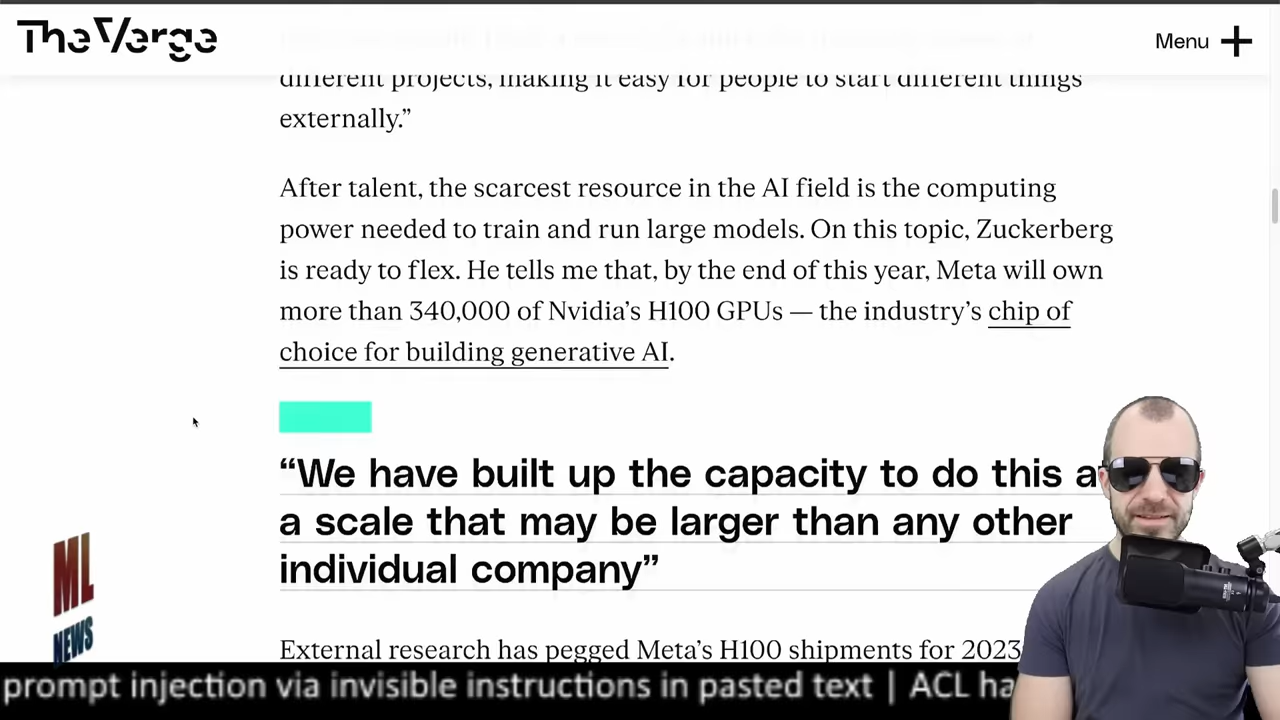 The Verge
Menu
different projects, making it easy for people to start different things
externally.”
After talent, the scarcest resource in the AI field is the computing
power needed to train and run large models. On this topic, Zuckerberg
is ready to flex. He tells me that, by the end of this year, Meta will own
more than 340,000 of Nvidia’s H100 GPUs — the industry’s chip of
choice for building generative AI.
“We have built up the capacity to do this a
a scale that may be larger than any other
individual company”
External research has pegged Meta’s H100 shipments for 2023
ML
NEWS
prompt injection via invisible instructions in pasted text | ACL ha